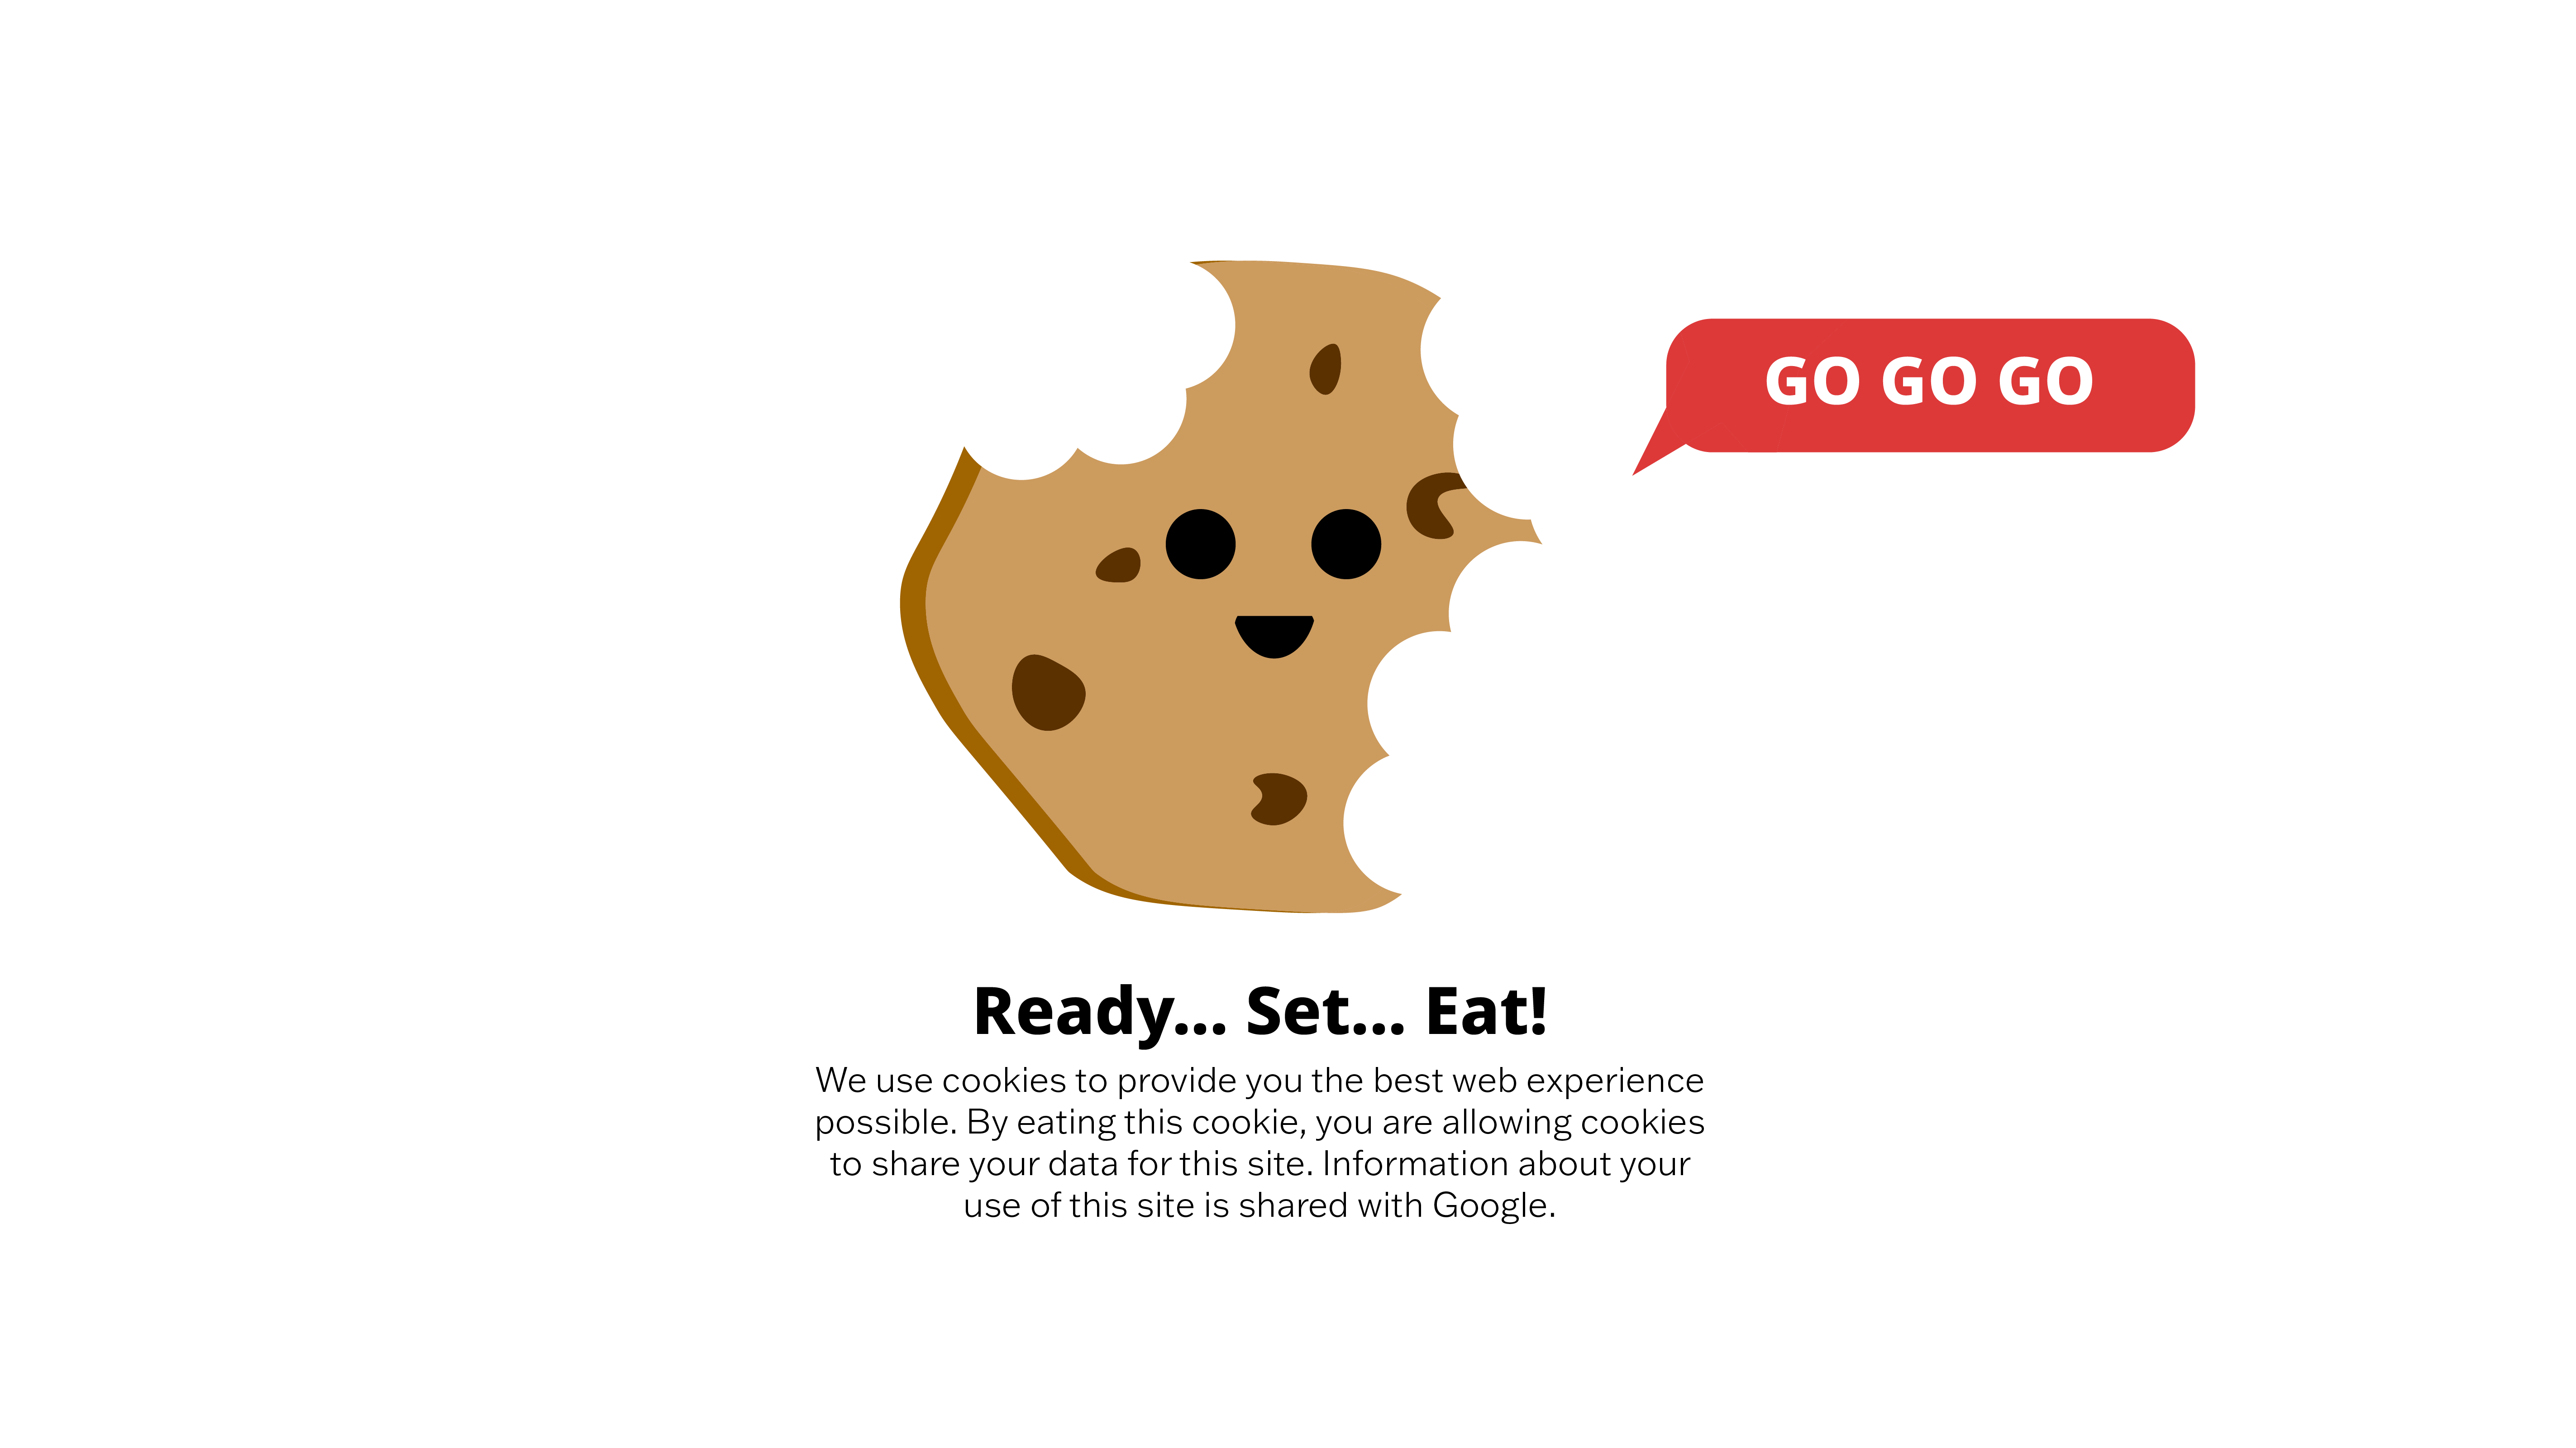 GO GO GO
Ready... Set... Eat!
We use cookies to provide you the best web experience
possible. By eating this cookie, you are allowing cookies
to share your data for this site. Information about your
use of this site is shared with Google.